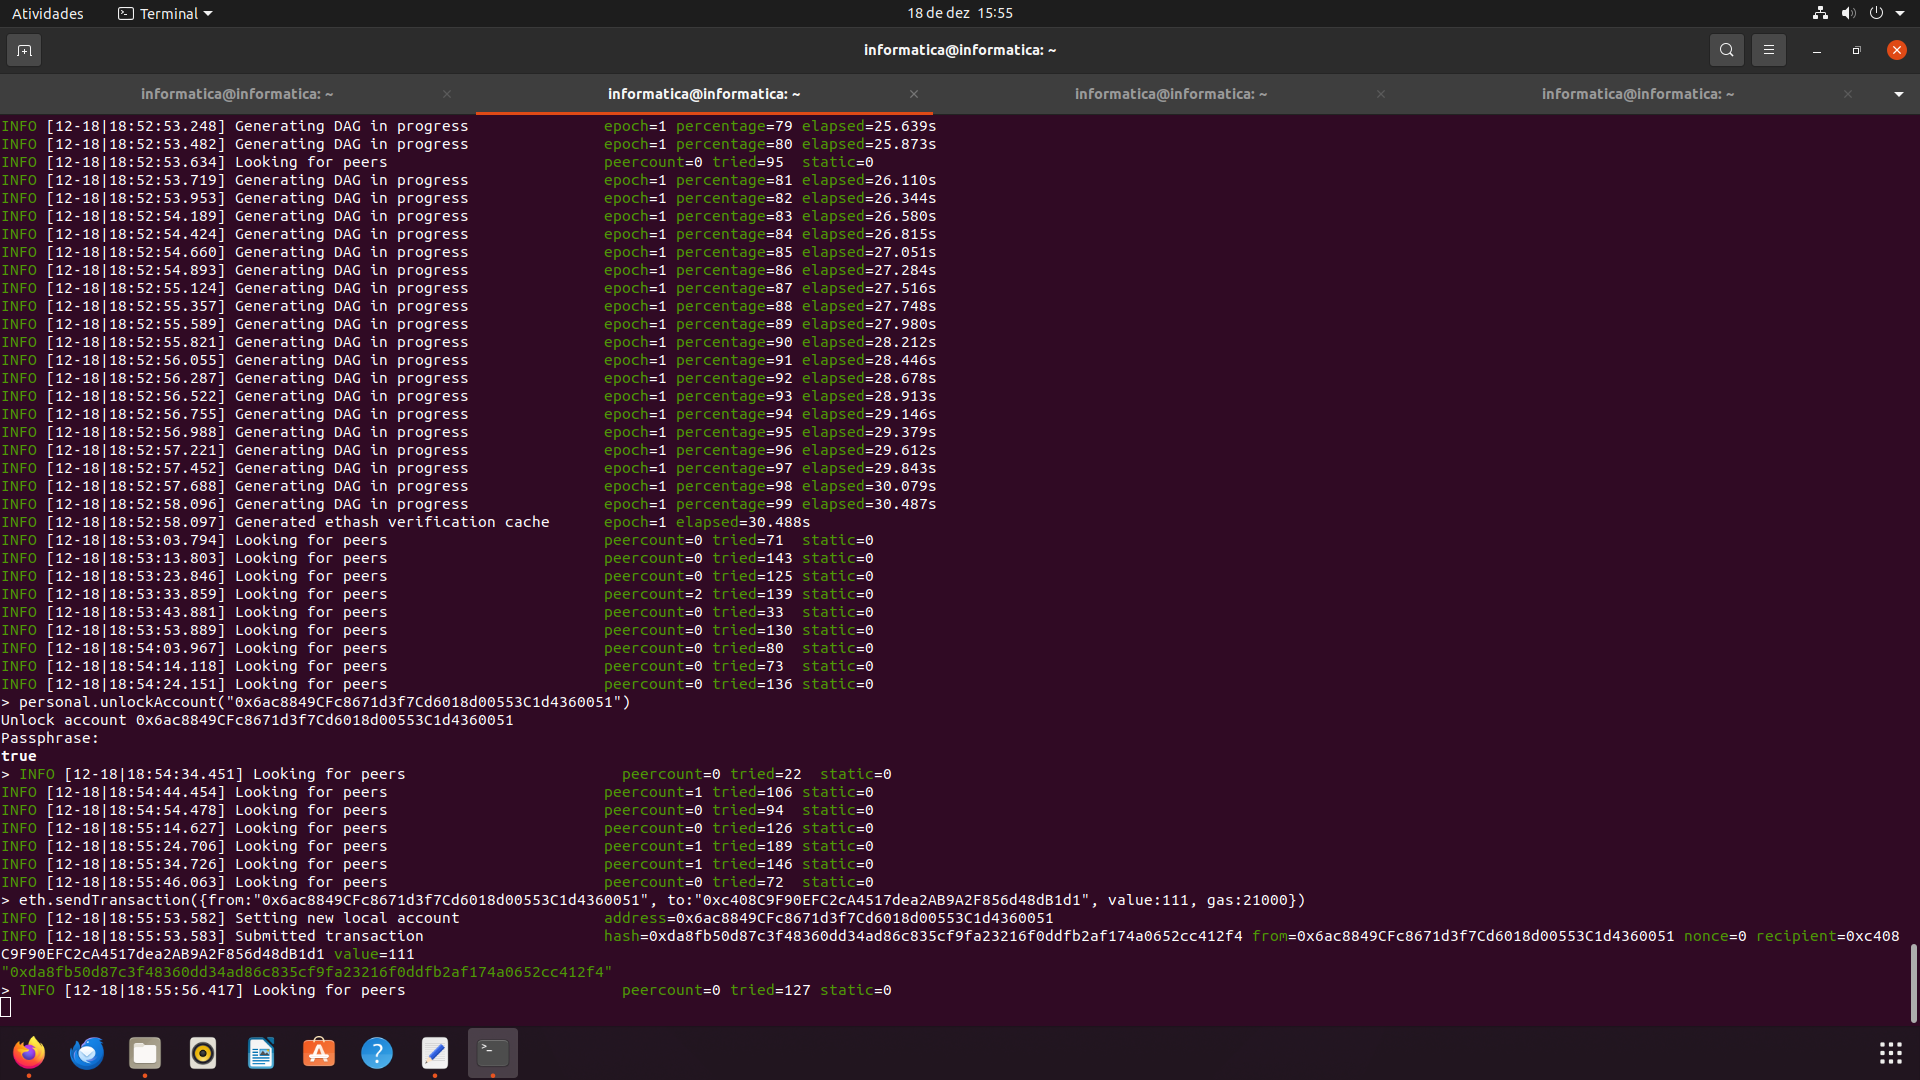 Atividades
Terminal
18 de dez 15:55
informatica@informatica: ~
informatica@informatica: ~
informatica@informatica: ~
informatica@informatica: ~
informatica@informatica: ~
INFO [12-18|18:52:53.248] Generating DAG in progress epoch=1 percentage=79 elapsed=25.639s
INFO [12-18|18:52:53.482] Generating DAG in progress epoch=1 percentage=80 elapsed=25.873s
INFO [12-18|18:52:53.634] Looking for peers peercount=0 tried=95 static=0
INFO [12-18|18:52:53.719] Generating DAG in progress epoch=1 percentage=81 elapsed=26.110s
INFO [12-18|18:52:53.953] Generating DAG in progress epoch=1 percentage=82 elapsed=26.344s
INFO [12-18|18:52:54.189] Generating DAG in progress epoch=1 percentage=83 elapsed=26.580s
INFO [12-18|18:52:54.424] Generating DAG in progress epoch=1 percentage=84 elapsed=26.815s
INFO [12-18|18:52:54.660] Generating DAG in progress epoch=1 percentage=85 elapsed=27.051s
INFO [12-18|18:52:54.893] Generating DAG in progress epoch=1 percentage=86 elapsed=27.284s
INFO [12-18|18:52:55.124] Generating DAG in progress epoch=1 percentage=87 elapsed=27.516s
INFO [12-18|18:52:55.357] Generating DAG in progress epoch=1 percentage=88 elapsed=27.748s
INFO [12-18|18:52:55.589] Generating DAG in progress epoch=1 percentage=89 elapsed=27.980s
INFO [12-18|18:52:55.821] Generating DAG in progress epoch=1 percentage=90 elapsed=28.212s
INFO [12-18|18:52:56.055] Generating DAG in progress epoch=1 percentage=91 elapsed=28.446s
INFO [12-18|18:52:56.287] Generating DAG in progress epoch=1 percentage=92 elapsed=28.678s
INFO [12-18|18:52:56.522] Generating DAG in progress epoch=1 percentage=93 elapsed=28.913s
INFO [12-18|18:52:56.755] Generating DAG in progress epoch=1 percentage=94 elapsed=29.146s
INFO [12-18|18:52:56.988] Generating DAG in progress epoch=1 percentage=95 elapsed=29.379s
INFO [12-18|18:52:57.221] Generating DAG in progress epoch=1 percentage=96 elapsed=29.612s
INFO [12-18|18:52:57.452] Generating DAG in progress epoch=1 percentage=97 elapsed=29.843s
INFO [12-18|18:52:57.688] Generating DAG in progress epoch=1 percentage=98 elapsed=30.079s
INFO [12-18|18:52:58.096] Generating DAG in progress epoch=1 percentage=99 elapsed=30.487s
INFO [12-18|18:52:58.097] Generated ethash verification cache epoch=1 elapsed=30.488s
INFO [12-18|18:53:03.794] Looking for peers peercount=0 tried=71 static=0
INFO [12-18|18:53:13.803] Looking for peers peercount=0 tried=143 static=0
INFO [12-18|18:53:23.846] Looking for peers peercount=0 tried=125 static=0
INFO [12-18|18:53:33.859] Looking for peers peercount=2 tried=139 static=0
INFO [12-18|18:53:43.881] Looking for peers peercount=0 tried=33 static=0
INFO [12-18|18:53:53.889] Looking for peers peercount=0 tried=130 static=0
INFO [12-18|18:54:03.967] Looking for peers peercount=0 tried=80 static=0
INFO [12-18|18:54:14.118] Looking for peers peercount=0 tried=73 static=0
INFO [12-18|18:54:24.151] Looking for peers peercount=0 tried=136 static=0
> personal.unlockAccount("0x6ac8849CFc8671d3f7Cd6018d00553C1d4360051")
Unlock account 0x6ac8849CFc8671d3f7Cd6018d00553C1d4360051
Passphrase:
true
> INFO [12-18|18:54:34.451] Looking for peers peercount=0 tried=22 static=0
INFO [12-18|18:54:44.454] Looking for peers peercount=1 tried=106 static=0
INFO [12-18|18:54:54.478] Looking for peers peercount=0 tried=94 static=0
INFO [12-18|18:55:14.627] Looking for peers peercount=0 tried=126 static=0
INFO [12-18|18:55:24.706] Looking for peers peercount=1 tried=189 static=0
INFO [12-18|18:55:34.726] Looking for peers peercount=1 tried=146 static=0
INFO [12-18|18:55:46.063] Looking for peers peercount=0 tried=72 static=0
> eth.sendTransaction({from:"0x6ac8849CFc8671d3f7Cd6018d00553C1d4360051", to:"0xc408C9F90EFC2cA4517dea2AB9A2F856d48dB1d1", value:111, gas:21000})
INFO [12-18|18:55:53.582] Setting new local account address=0x6ac8849CFc8671d3f7Cd6018d00553C1d4360051
INFO [12-18|18:55:53.583] Submitted transaction hash=0xda8fb50d87c3f48360dd34ad86c835cf9fa23216f0ddfb2af174a0652cc412f4 from=0x6ac8849CFc8671d3f7Cd6018d00553C1d4360051 nonce=0 recipient=0xc408
C9F90EFC2cA4517dea2AB9A2F856d48dB1d1 value=111
"0xda8fb50d87c3f48360dd34ad86c835cf9fa23216f0ddfb2af174a0652cc412f4"
> INFO [12-18|18:55:56.417] Looking for peers peercount=0 tried=127 static=0